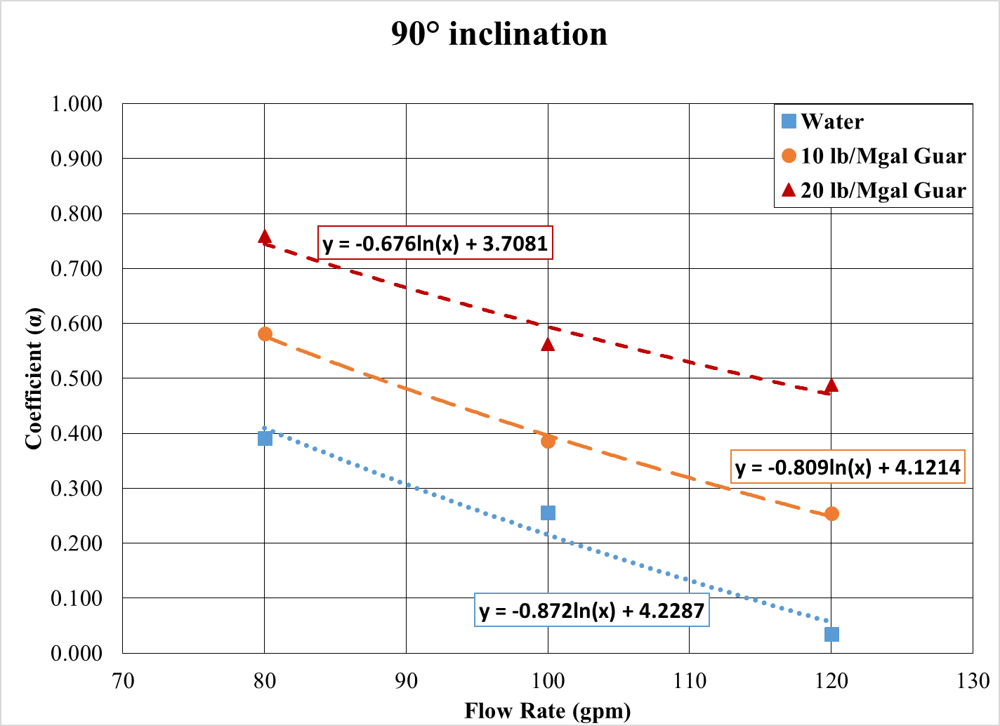 90° inclination
1.000
0.900
0.800
0.700
0.600
0.500
0.400
0.300
0.200
0.100
0.000
Coefficient (α)
Water
10 lb/Mgal Guar
20 lb/Mgal Guar
y = -0.676ln(x) + 3.7081
y = -0.809ln(x) + 4.1214
y = -0.872ln(x) + 4.2287
70 80 90 100 110 120 130
Flow Rate (gpm)